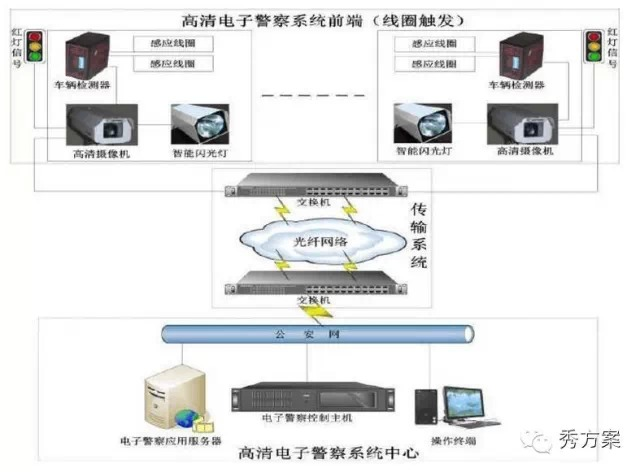 高清电子警察系统前端（线圈触发）
红灯信号
感应线圈
感应线圈
车辆检测器
高清摄像机
智能闪光灯
感应线圈
感应线圈
车辆检测器
红灯信号
智能闪光灯
高清摄像机
交换机
光纤网络
交换机
传输系统
公安网
电子警察应用服务器
电子警察控制主机
操作终端
高清电子警察系统中心
秀方案